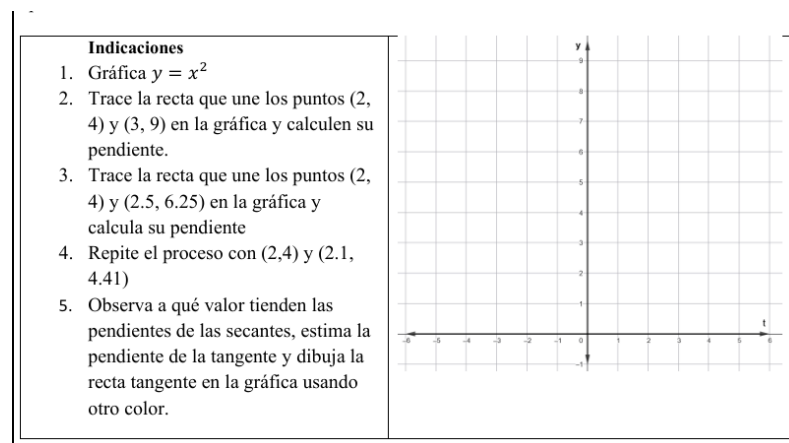 Indicaciones
1. Gráfica y = x²
2. Trace la recta que une los puntos (2,
4) y (3, 9) en la gráfica y calculen su
pendiente.
3. Trace la recta que une los puntos (2,
4) y (2.5, 6.25) en la gráfica y
calcula su pendiente
4. Repite el proceso con (2,4) y (2.1,
4.41)
5. Observa a qué valor tienden las
pendientes de las secantes, estima la
pendiente de la tangente y dibuja la
recta tangente en la gráfica usando
otro color.
y
9
8
7
6
5
4
3
2
1
t
-6 -5 -4 -3 -2 -1 0 1 2 3 4 5 6
-1